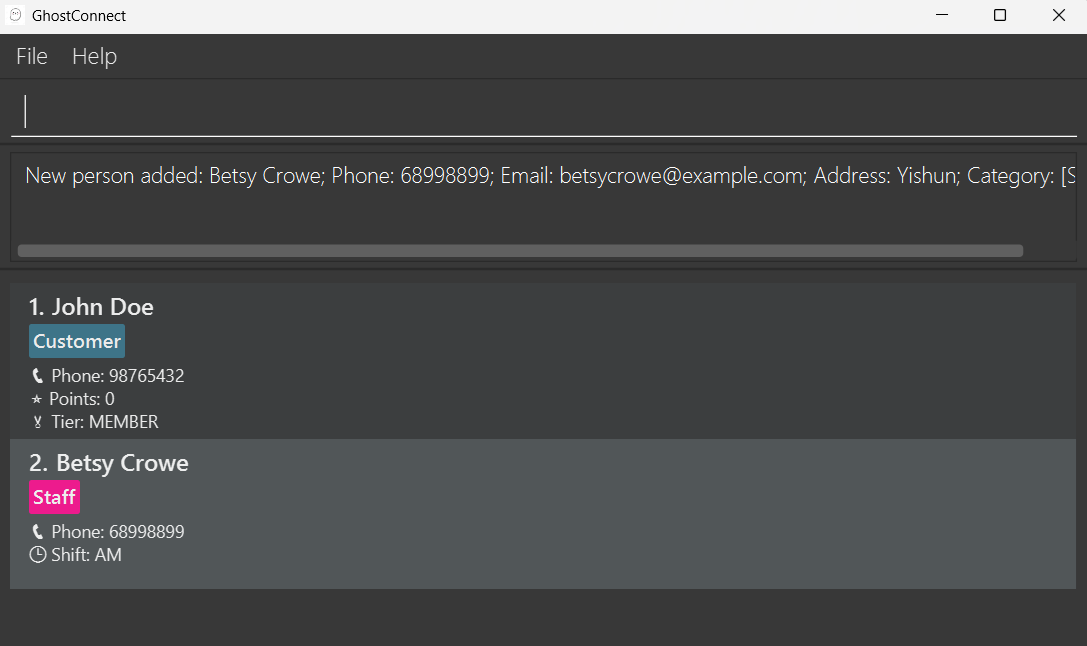 GhostConnect
File Help
New person added: Betsy Crowe; Phone: 68998899; Email: betsycrowe@example.com; Address: Yishun; Category: [S
1. John Doe
Customer
Phone: 98765432
Points: 0
Tier: MEMBER
2. Betsy Crowe
Staff
Phone: 68998899
Shift: AM